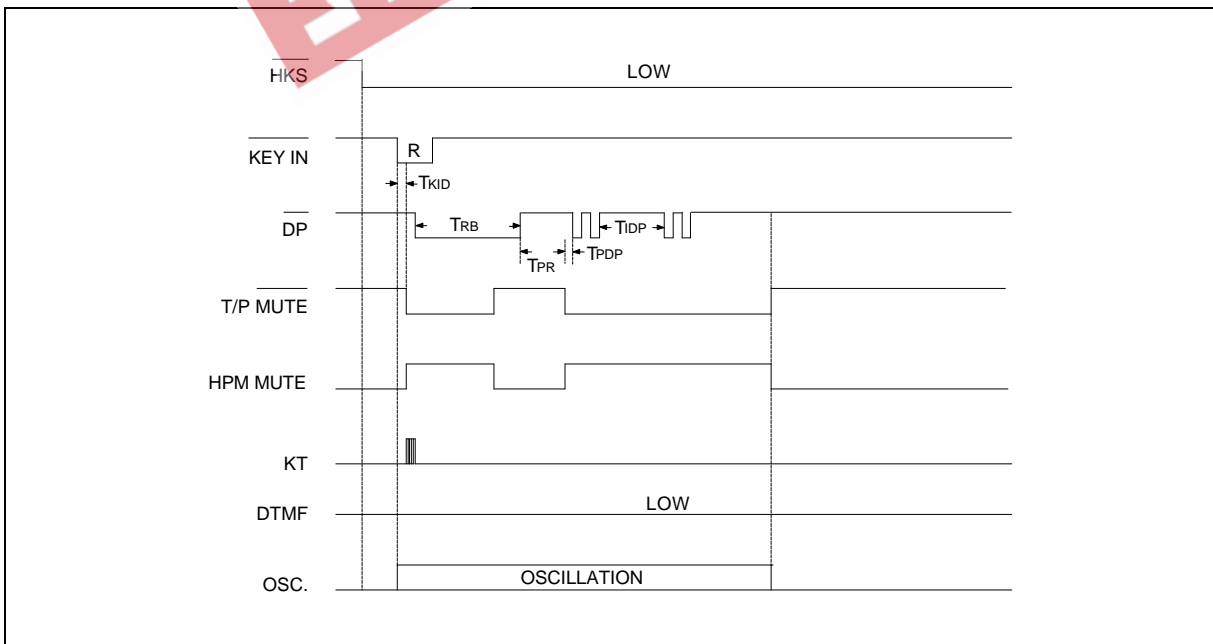 HKS
LOW
KEY IN
R
TKID
DP
TRB
TIDP
TPR
TPDP
T/P MUTE
HPM MUTE
KT
DTMF
LOW
OSC.
OSCILLATION